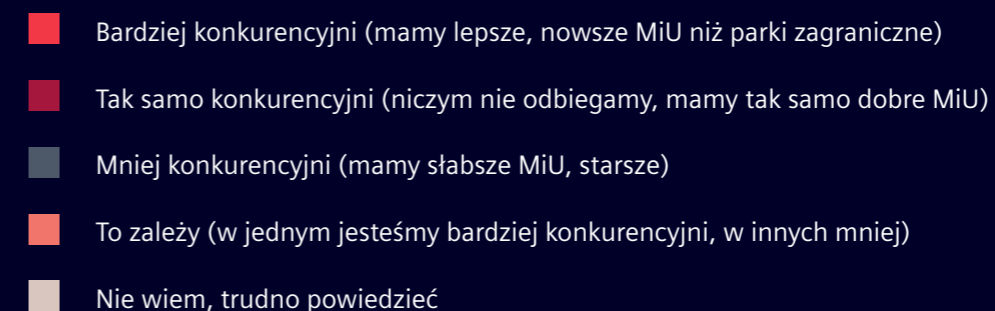 Bardziej konkurencyjni (mamy lepsze, nowsze MiU niż parki zagraniczne)
Tak samo konkurencyjni (niczym nie odbiegamy, mamy tak samo dobre MiU)
Mniej konkurencyjni (mamy słabsze MiU, starsze)
To zależy (w jednym jesteśmy bardziej konkurencyjni, w innych mniej)
Nie wiem, trudno powiedzieć